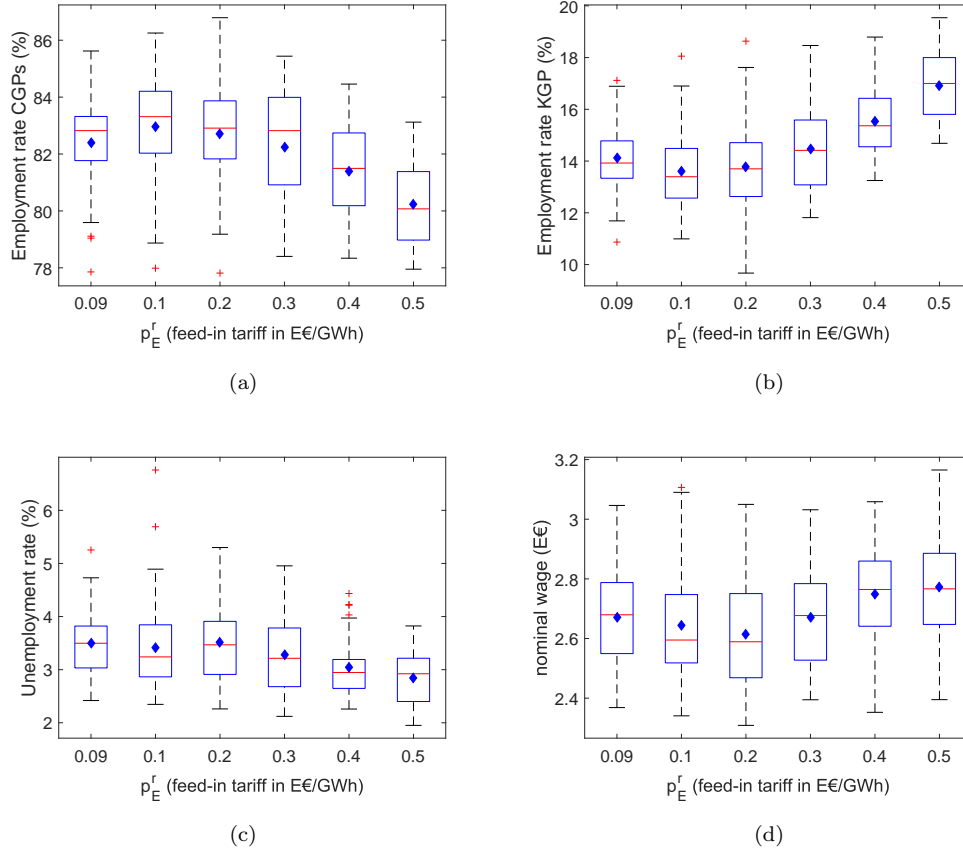 Employment rate CGPs (%)
86
84
82
80
78
0.09 0.1 0.2 0.3 0.4 0.5
p_E^r (feed-in tariff in E€/GWh)
(a)
Employment rate KGP (%)
18
16
14
12
10
0.09 0.1 0.2 0.3 0.4 0.5
p_E^r (feed-in tariff in E€/GWh)
(b)
Unemployment rate (%)
6
5
4
3
2
0.09 0.1 0.2 0.3 0.4 0.5
p_E^r (feed-in tariff in E€/GWh)
(c)
nominal wage (E€)
3.2
3
2.8
2.6
2.4
0.09 0.1 0.2 0.3 0.4 0.5
p_E^r (feed-in tariff in E€/GWh)
(d)